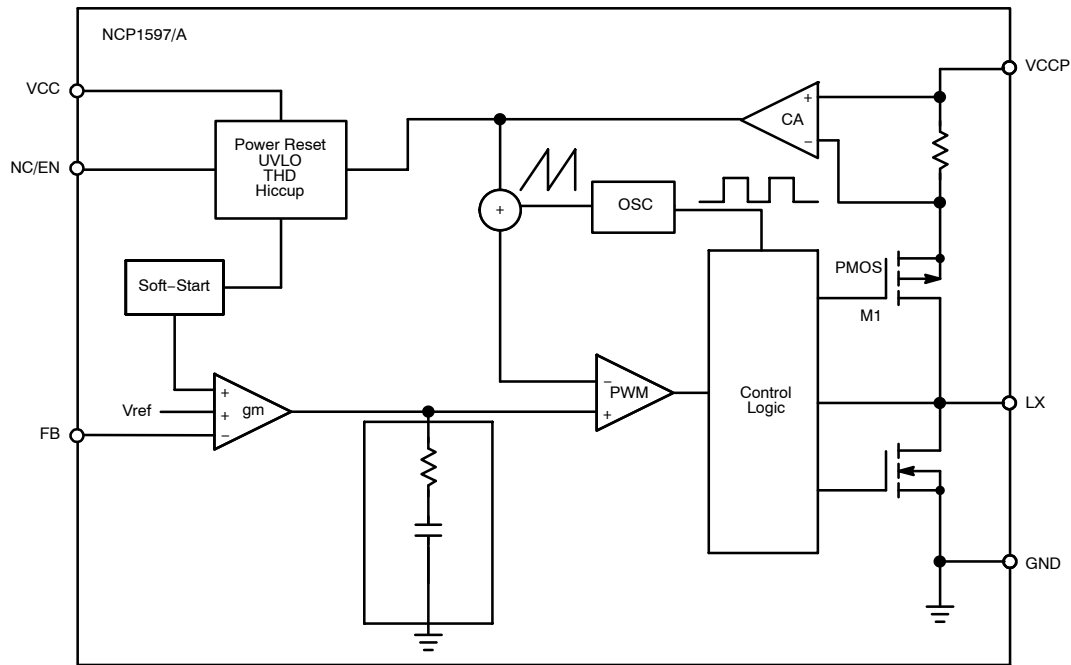 NCP1597/A
VCC
VCCP
+
CA
−
Power Reset
UVLO
THD
Hiccup
NC/EN
+
OSC
PMOS
M1
Soft−Start
Vref
+
+
−
gm
FB
−
PWM
+
Control
Logic
LX
GND